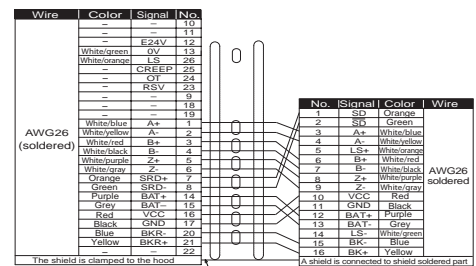 Wire Color Signal No.
– – 10
– – 11
– E24V 12
White/green 0V 13
White/orange LS 26
– CREEP 25
– OT 24
– RSV 23
– – 9
– – 18
– – 19
White/blue A+ 1
White/yellow A- 2
White/red B+ 3
White/black B- 4
White/purple Z+ 5
White/gray Z- 6
Orange SRD+ 7
Green SRD- 8
Purple BAT+ 14
Grey BAT– 15
Red VCC 16
Black GND 17
Blue BKR- 20
Yellow BKR+ 21
– – 22
AWG26
(soldered)
The shield is clamped to the hood
No. Signal Color Wire
1 SD Orange
2 SD Green
3 A+ White/blue
4 A- White/yellow
5 LS+ White/orange
6 B+ White/red
7 B- White/black
8 Z+ White/purple
9 Z- White/gray
10 VCC Red
11 GND Black
12 BAT+ Purple
13 BAT- Grey
14 LS- White/green
15 BK- Blue
16 BK+ Yellow
AWG26
soldered
A shield is connected to shield soldered part